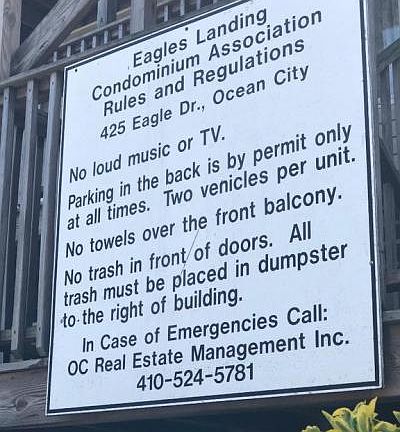 Eagles Landing
Condominium Association
Rules and Regulations
425 Eagle Dr., Ocean City
No loud music or TV.
Parking in the back is by permit only
at all times. Two venicles per unit.
No towels over the front balcony.
No trash in front of doors. All
trash must be placed in dumpster
to the right of building.
In Case of Emergencies Call:
OC Real Estate Management Inc.
410-524-5781